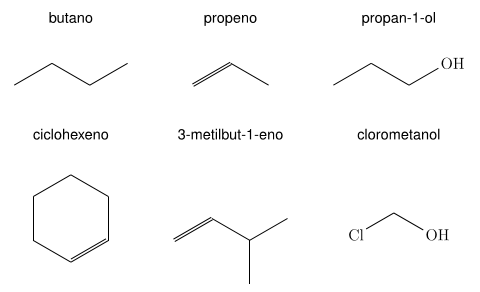 butano propeno propan-1-ol
OH
ciclohexeno 3-metilbut-1-eno clorometanol
Cl OH